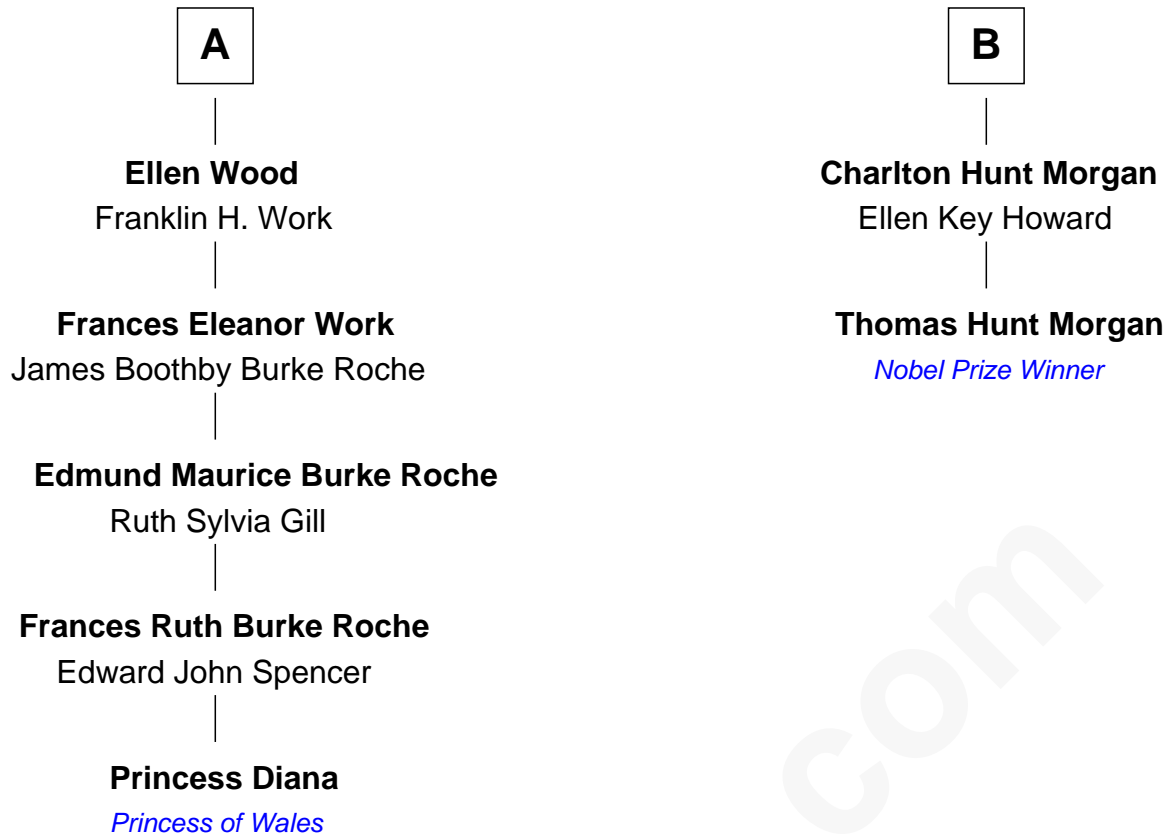 A
Ellen Wood
Franklin H. Work
Frances Eleanor Work
James Boothby Burke Roche
Edmund Maurice Burke Roche
Ruth Sylvia Gill
Frances Ruth Burke Roche
Edward John Spencer
Princess Diana
Princess of Wales
B
Charlton Hunt Morgan
Ellen Key Howard
Thomas Hunt Morgan
Nobel Prize Winner
com